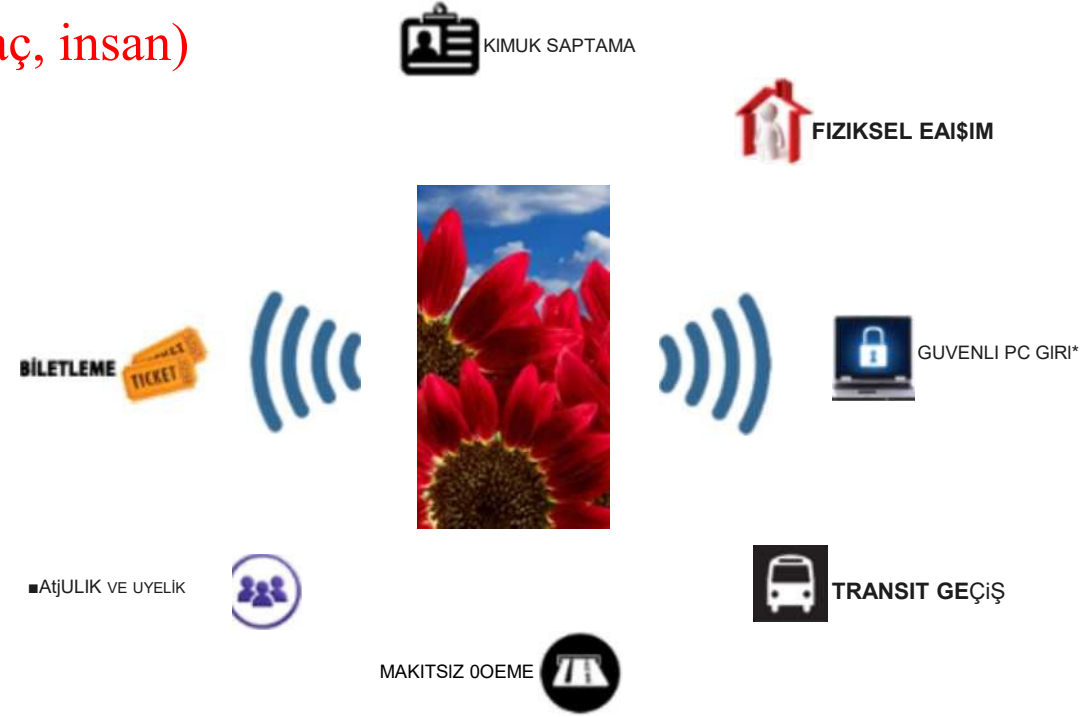 aç, insan)
KIMUK SAPTAMA
FIZIKSEL EAI$IM
BİLETLEME
TICKET
GUVENLI PC GIRI*
■AtjULIK VE UYELİK
TRANSIT GEÇİŞ
MAKITSIZ 0OEME